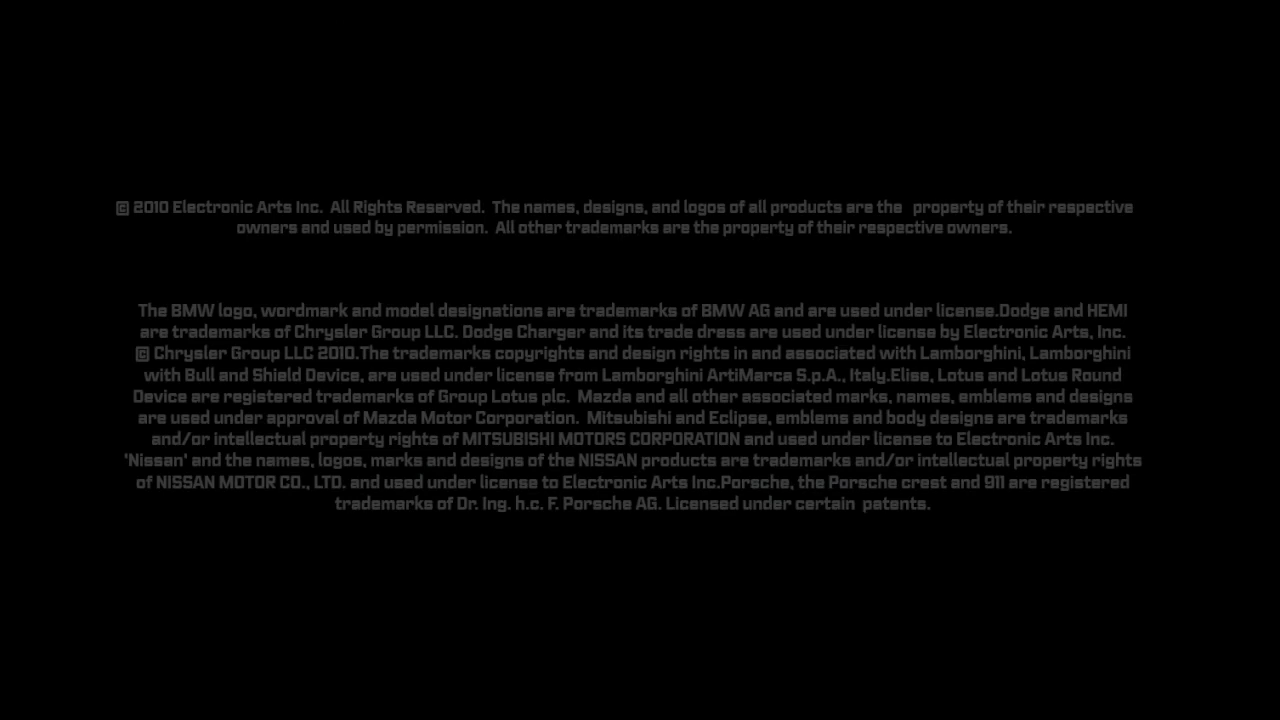 © 2010 Electronic Arts Inc.  All Rights Reserved.  The names, designs, and logos of all products are the  property of their respective
owners and used by permission.  All other trademarks are the property of their respective owners.
The BMW logo, wordmark and model designations are trademarks of BMW AG and are used under license.Dodge and HEMI
are trademarks of Chrysler Group LLC. Dodge Charger and its trade dress are used under license by Electronic Arts, Inc.
© Chrysler Group LLC 2010.The trademarks copyrights and design rights in and associated with Lamborghini, Lamborghini
with Bull and Shield Device, are used under license from Lamborghini ArtiMarca S.p.A., Italy.Elise, Lotus and Lotus Round
Device are registered trademarks of Group Lotus plc.  Mazda and all other associated marks, names, emblems and designs
are used under approval of Mazda Motor Corporation.  Mitsubishi and Eclipse, emblems and body designs are trademarks
and/or intellectual property rights of MITSUBISHI MOTORS CORPORATION and used under license to Electronic Arts Inc.
'Nissan' and the names, logos, marks and designs of the NISSAN products are trademarks and/or intellectual property rights
of NISSAN MOTOR CO., LTD. and used under license to Electronic Arts Inc.Porsche, the Porsche crest and 911 are registered
trademarks of Dr. Ing. h.c. F. Porsche AG. Licensed under certain  patents.